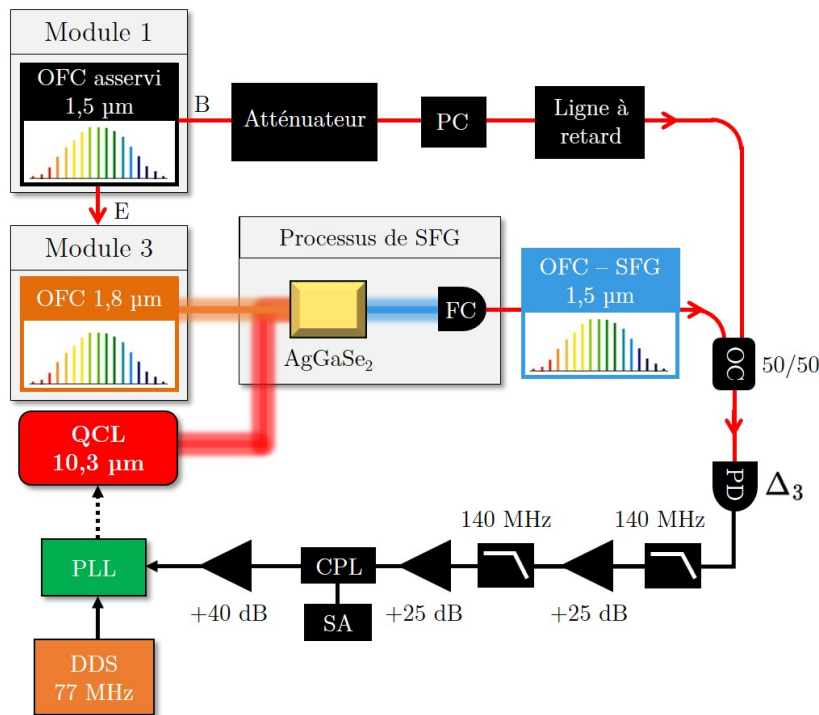 Module 1
OFC asservi
1,5 µm
B
Atténuateur
PC
Ligne à
retard
E
Module 3
OFC 1,8 µm
Processus de SFG
AgGaSe₂
FC
OFC – SFG
1,5 µm
OC
50/50
QCL
10,3 µm
PD
Δ₃
140 MHz
140 MHz
PLL
CPL
SA
+40 dB
+25 dB
+25 dB
DDS
77 MHz